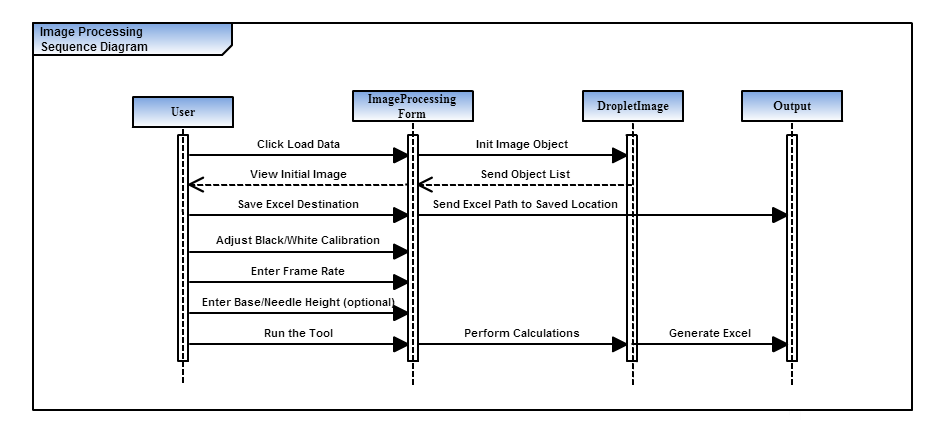 Image Processing
Sequence Diagram
User
ImageProcessing
Form
DropletImage
Output
Click Load Data
Init Image Object
View Initial Image
Send Object List
Save Excel Destination
Send Excel Path to Saved Location
Adjust Black/White Calibration
Enter Frame Rate
Enter Base/Needle Height (optional)
Run the Tool
Perform Calculations
Generate Excel